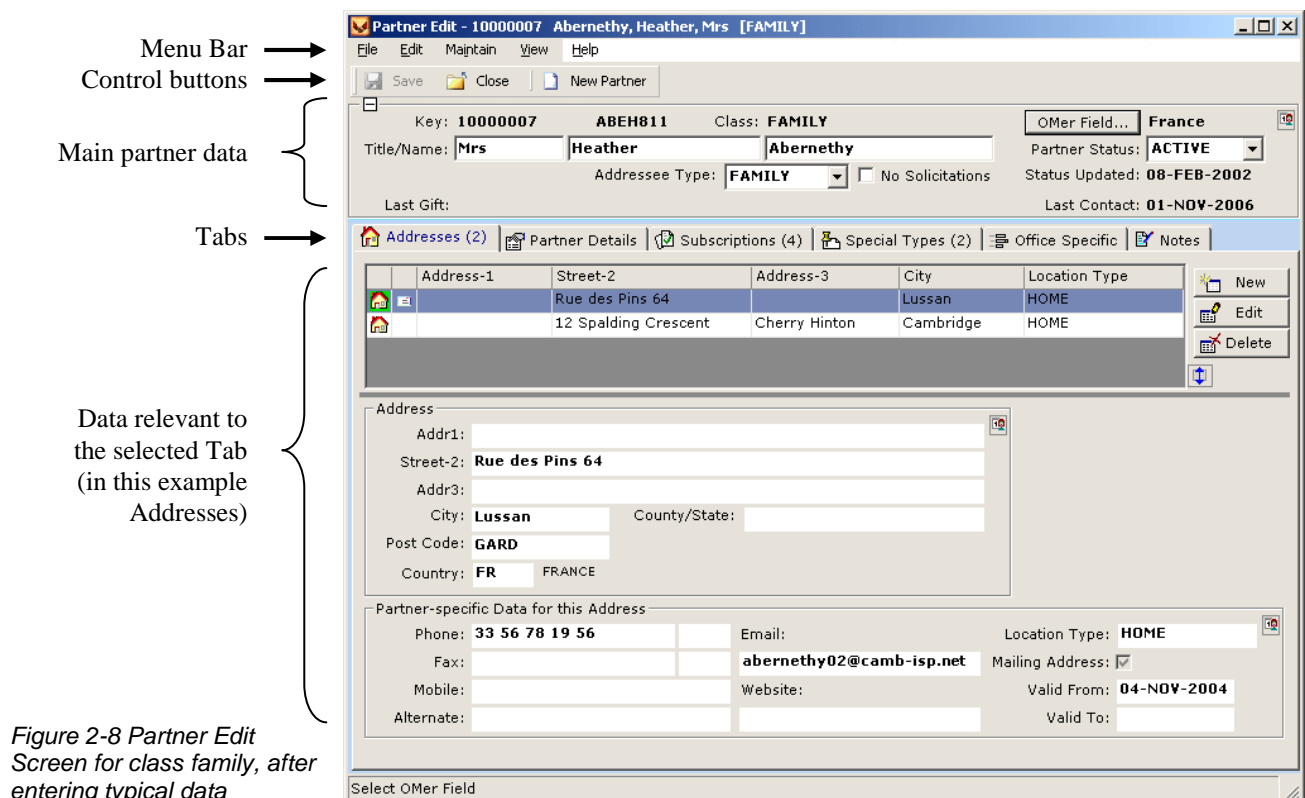 Partner Edit - 10000007 Abernethy, Heather, Mrs [FAMILY]
Menu Bar
File Edit Maintain View Help
Control buttons
Save Close New Partner
Main partner data
Key: 10000007 ABEH811 Class: FAMILY OMer Field... France
Title/Name: Mrs Heather Abernethy Partner Status: ACTIVE
Addressee Type: FAMILY No Solicitations Status Updated: 08-FEB-2002
Last Gift: Last Contact: 01-NOV-2006
Tabs
Addresses (2) Partner Details Subscriptions (4) Special Types (2) Office Specific Notes
Address-1 Street-2 Address-3 City Location Type
Rue des Pins 64 Lussan HOME
12 Spalding Crescent Cherry Hinton Cambridge HOME
New
Edit
Delete
Data relevant to
the selected Tab
(in this example
Addresses)
Address
Addr1:
Street-2: Rue des Pins 64
Addr3:
City: Lussan County/State:
Post Code: GARD
Country: FR FRANCE
Partner-specific Data for this Address
Phone: 33 56 78 19 56 Email: Location Type: HOME
Fax: abernethy02@camb-isp.net Mailing Address:
Mobile: Website: Valid From: 04-NOV-2004
Alternate: Valid To:
Select OMer Field
Figure 2-8 Partner Edit
Screen for class family, after
entering typical data